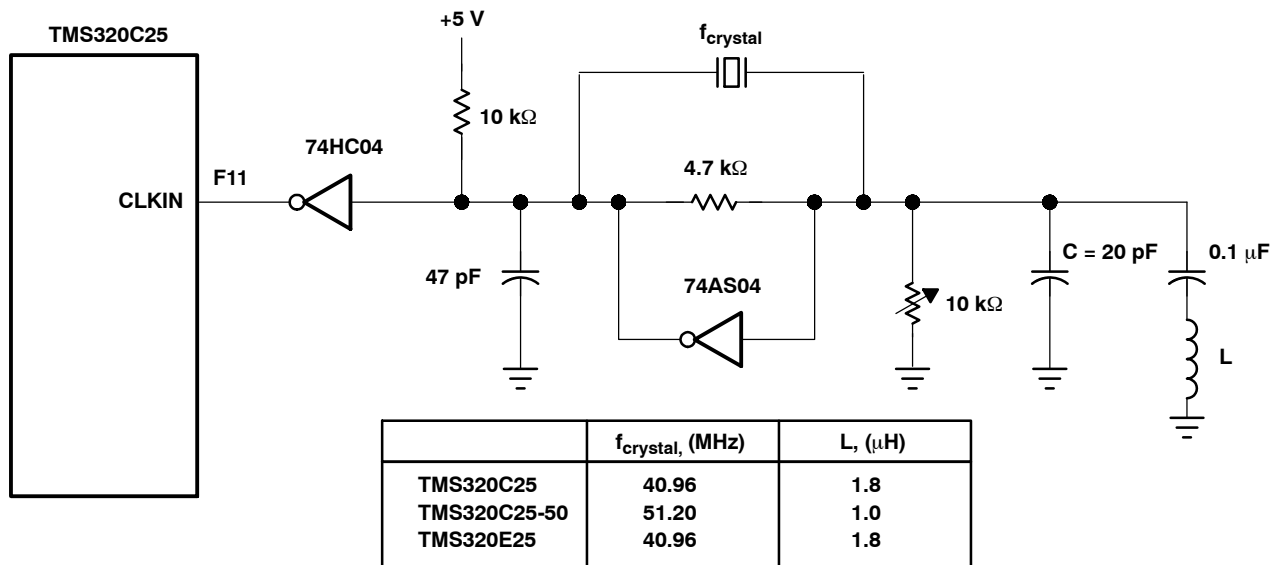 +5 V
TMS320C25
fcrystal
10 kΩ
74HC04
4.7 kΩ
F11
CLKIN
C = 20 pF
0.1 μF
47 pF
74AS04
10 kΩ
L
fcrystal, (MHz) L, (μH)
TMS320C25 40.96 1.8
TMS320C25-50 51.20 1.0
TMS320E25 40.96 1.8